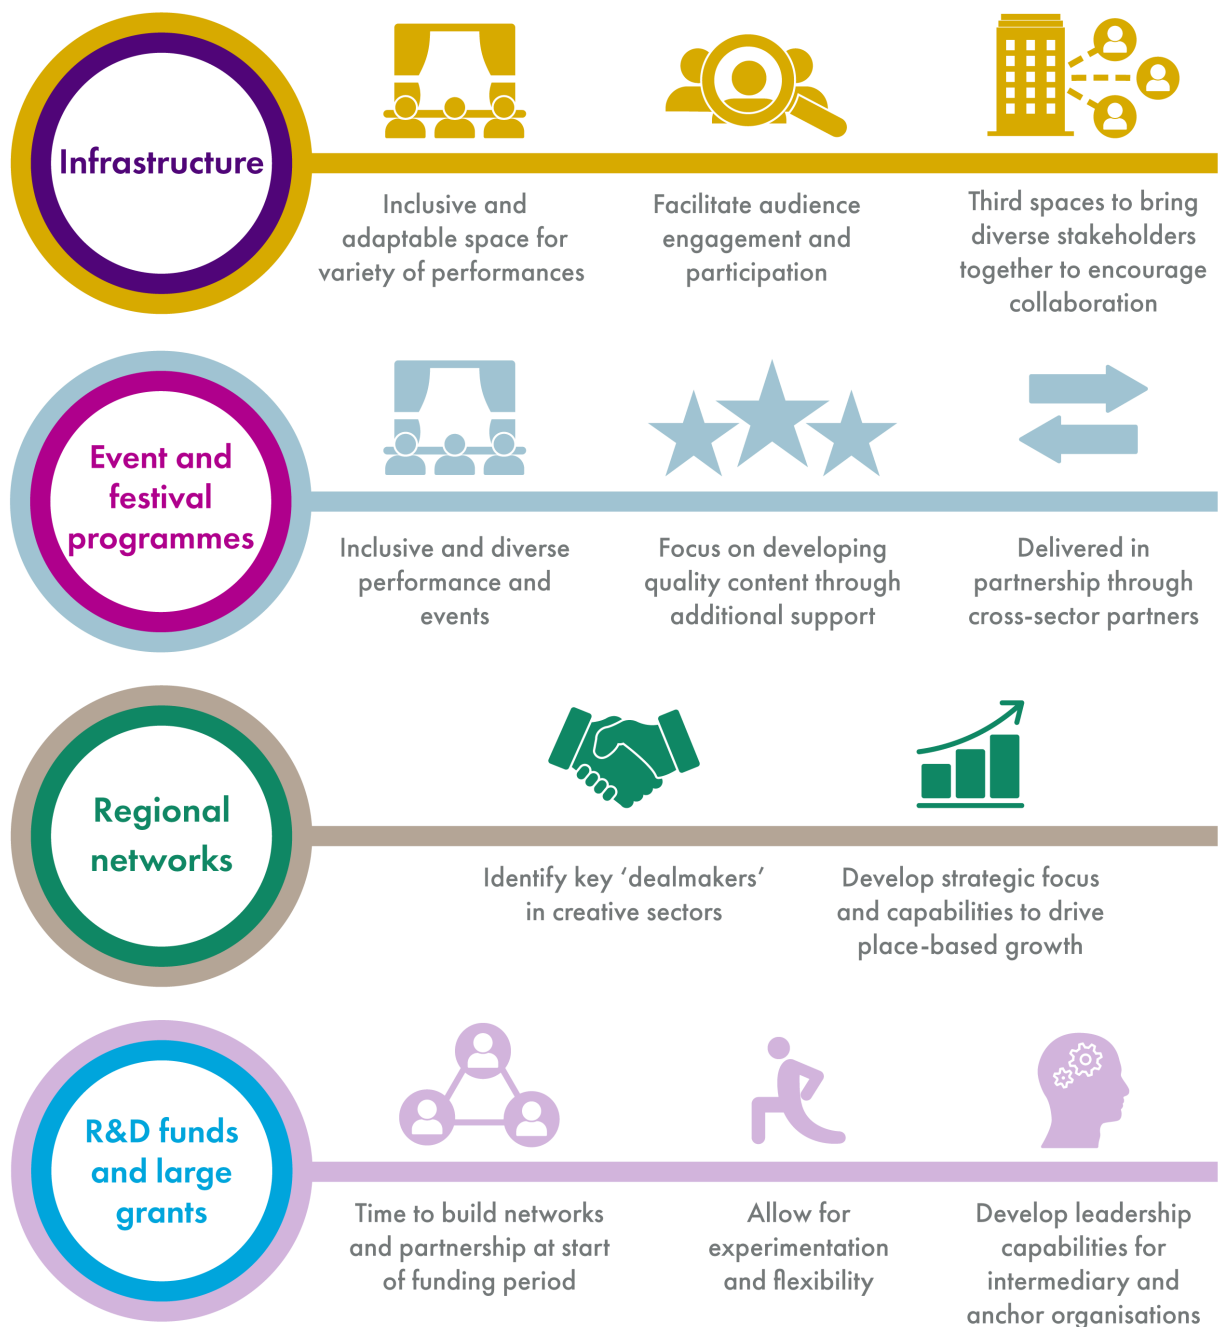 Infrastructure
Inclusive and
adaptable space for
variety of performances
Facilitate audience
engagement and
participation
Third spaces to bring
diverse stakeholders
together to encourage
collaboration
Event and
festival
programmes
Inclusive and diverse
performance and
events
Focus on developing
quality content through
additional support
Delivered in
partnership through
cross-sector partners
Regional
networks
Identify key ‘dealmakers’
in creative sectors
Develop strategic focus
and capabilities to drive
place-based growth
R&D funds
and large
grants
Time to build networks
and partnership at start
of funding period
Allow for
experimentation
and flexibility
Develop leadership
capabilities for
intermediary and
anchor organisations